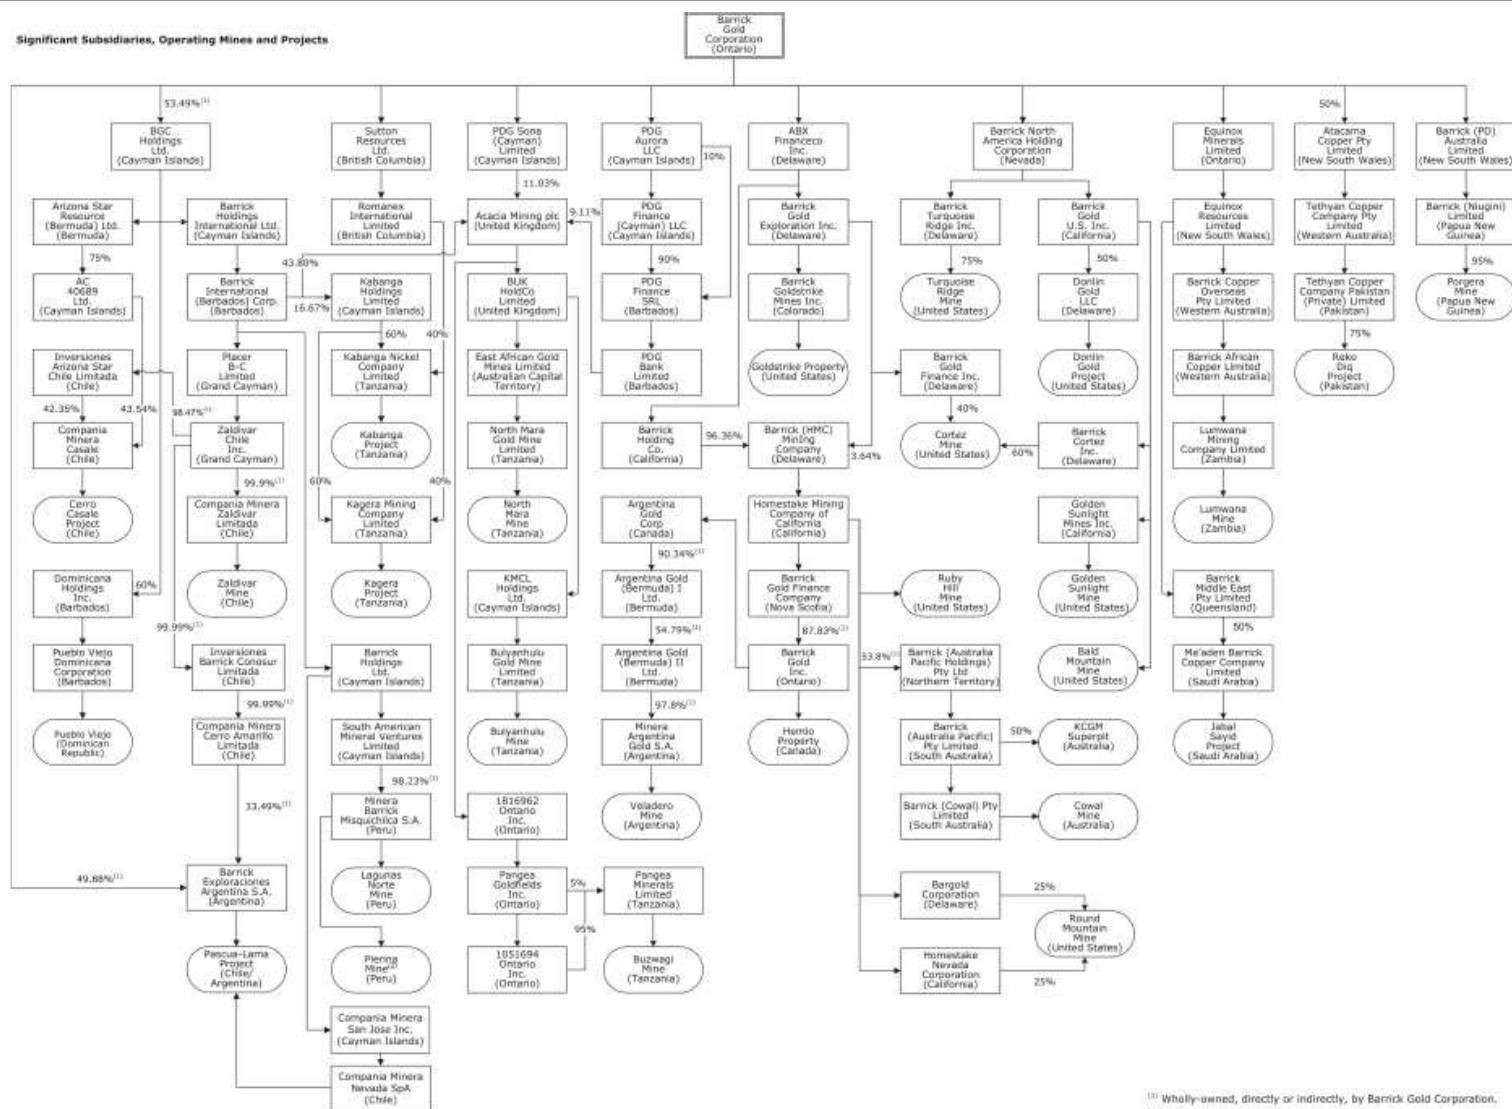 Barrick
Gold
Corporation
(Ontario)
Significant Subsidiaries, Operating Mines and Projects
53.49%(1)
50%
BGC
Holdings
Ltd.
(Cayman Islands)
Sutton
Resources
Ltd.
(British Columbia)
PDG Sona
(Cayman)
Limited
(Cayman Islands)
PDG
Aurora
LLC
(Cayman Islands)
10%
ABX
Financeco
Inc.
(Delaware)
Barrick North
America Holding
Corporation
(Nevada)
Equinox
Minerals
Limited
(Ontario)
Atacama
Copper Pty
Limited
(New South Wales)
Barrick (PD)
Australia
Limited
(New South Wales)
11.03%
Arizona Star
Resource
(Bermuda) Ltd.
(Bermuda)
Barrick
Holdings
International Ltd.
(Cayman Islands)
Romanex
International
Limited
(British Columbia)
Acacia Mining plc
(United Kingdom)
9.11%
PDG
Finance
(Cayman) LLC
(Cayman Islands)
Barrick
Gold
Exploration Inc.
(Delaware)
Barrick
Turquoise
Ridge Inc.
(Delaware)
Barrick
Gold
U.S. Inc.
(California)
Equinox
Resources
Limited
(New South Wales)
Tethyan Copper
Company Pty
Limited
(Western Australia)
Barrick (Niugini)
Limited
(Papua New
Guinea)
75%
43.80%
90%
75%
50%
95%
AC
40689
Ltd.
(Cayman Islands)
Barrick
International
(Barbados) Corp.
(Barbados)
16.67%
Kabanga
Holdings
Limited
(Cayman Islands)
BUK
HoldCo
Limited
(United Kingdom)
PDG
Finance
SRL
(Barbados)
Barrick
Goldstrike
Mines Inc.
(Colorado)
Turquoise
Ridge
Mine
(United States)
Donlin
Gold
LLC
(Delaware)
Barrick Copper
Overseas
Pty Limited
(Western Australia)
Tethyan Copper
Company Pakistan
(Private) Limited
(Pakistan)
Porgera
Mine
(Papua New
Guinea)
60%
40%
75%
Inversiones
Arizona Star
Chile Limitada
(Chile)
Placer
B-C
Limited
(Grand Cayman)
Kabanga Nickel
Company
Limited
(Tanzania)
East African Gold
Mines Limited
(Australian Capital
Territory)
PDG
Bank
Limited
(Barbados)
Goldstrike Property
(United States)
Barrick
Gold
Finance Inc.
(Delaware)
Donlin
Gold
Project
(United States)
Barrick African
Copper Limited
(Western Australia)
Reko
Diq
Project
(Pakistan)
42.35%
43.54%
98.47%(1)
40%
Compania
Minera
Casale
(Chile)
Zaldivar
Chile
Inc.
(Grand Cayman)
Kabanga
Project
(Tanzania)
North Mara
Gold Mine
Limited
(Tanzania)
Barrick
Holding
Co.
(California)
96.36%
Barrick (HMC)
Mining
Company
(Delaware)
3.64%
Cortez
Mine
(United States)
60%
Barrick
Cortez
Inc.
(Delaware)
Lumwana
Mining
Company Limited
(Zambia)
99.9%(1)
60%
40%
Cerro
Casale
Project
(Chile)
Compania Minera
Zaldivar
Limitada
(Chile)
Kagera Mining
Company
Limited
(Tanzania)
North
Mara
Mine
(Tanzania)
Argentina
Gold
Corp
(Canada)
Homestake Mining
Company of
California
(California)
Golden
Sunlight
Mines Inc.
(California)
Lumwana
Mine
(Zambia)
90.34%(1)
Dominicana
Holdings
Inc.
(Barbados)
60%
Zaldivar
Mine
(Chile)
Kagera
Project
(Tanzania)
KMCL
Holdings
Ltd.
(Cayman Islands)
Argentina Gold
(Bermuda) I
Ltd.
(Bermuda)
Barrick
Gold Finance
Company
(Nova Scotia)
Ruby
Hill
Mine
(United States)
Golden
Sunlight
Mine
(United States)
Barrick
Middle East
Pty Limited
(Queensland)
99.99%(1)
54.79%(1)
87.83%(1)
50%
Pueblo Viejo
Dominicana
Corporation
(Barbados)
Inversiones
Barrick Conosur
Limitada
(Chile)
Barrick
Holdings
Ltd.
(Cayman Islands)
Bulyanhulu
Gold Mine
Limited
(Tanzania)
Argentina Gold
(Bermuda) II
Ltd.
(Bermuda)
Barrick
Gold
Inc.
(Ontario)
Barrick (Australia
Pacific Holdings)
Pty Ltd
(Northern Territory)
Bald
Mountain
Mine
(United States)
Ma'aden Barrick
Copper Company
Limited
(Saudi Arabia)
99.99%(1)
97.8%(1)
Pueblo Viejo
(Dominican
Republic)
Compania Minera
Cerro Amarillo
Limitada
(Chile)
South American
Mineral Ventures
Limited
(Cayman Islands)
Bulyanhulu
Mine
(Tanzania)
Minera
Argentina
Gold S.A.
(Argentina)
Hemlo
Property
(Canada)
Barrick
(Australia Pacific)
Pty Limited
(South Australia)
50%
KCGM
Superpit
(Australia)
Jabal
Sayid
Project
(Saudi Arabia)
98.23%(1)
33.49%(1)
Minera
Barrick
Misquichilca S.A.
(Peru)
1816962
Ontario
Inc.
(Ontario)
Veladero
Mine
(Argentina)
Barrick (Cowal) Pty
Limited
(South Australia)
Cowal
Mine
(Australia)
49.88%(1)
Barrick
Exploraciones
Argentina S.A.
(Argentina)
Lagunas
Norte
Mine
(Peru)
Pangea
Goldfields
Inc.
(Ontario)
5%
Pangea
Minerals
Limited
(Tanzania)
Bargold
Corporation
(Delaware)
25%
95%
Round
Mountain
Mine
(United States)
Pascua-Lama
Project
(Chile/
Argentina)
Pierina
Mine(2)
(Peru)
1051694
Ontario
Inc.
(Ontario)
Buzwagi
Mine
(Tanzania)
Homestake
Nevada
Corporation
(California)
25%
Compania Minera
San Jose Inc.
(Cayman Islands)
Compania Minera
Nevada SpA
(Chile)
(1) Wholly-owned, directly or indirectly, by Barrick Gold Corporation.